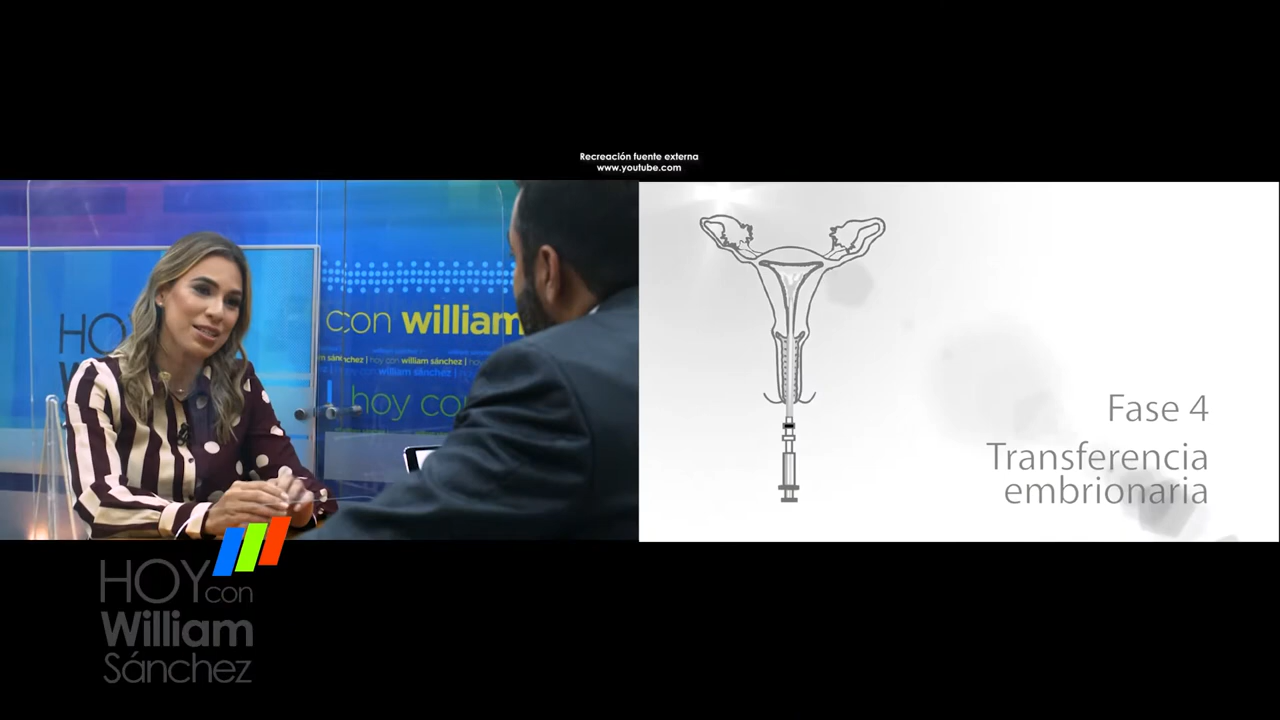 Recreación fuente externa
www.youtube.com
HOY
con william
m sánchez | hoy con william sánchez | hoy
william sánchez |
hoy con
Fase 4
Transferencia
embrionaria
HOY con
William
Sánchez